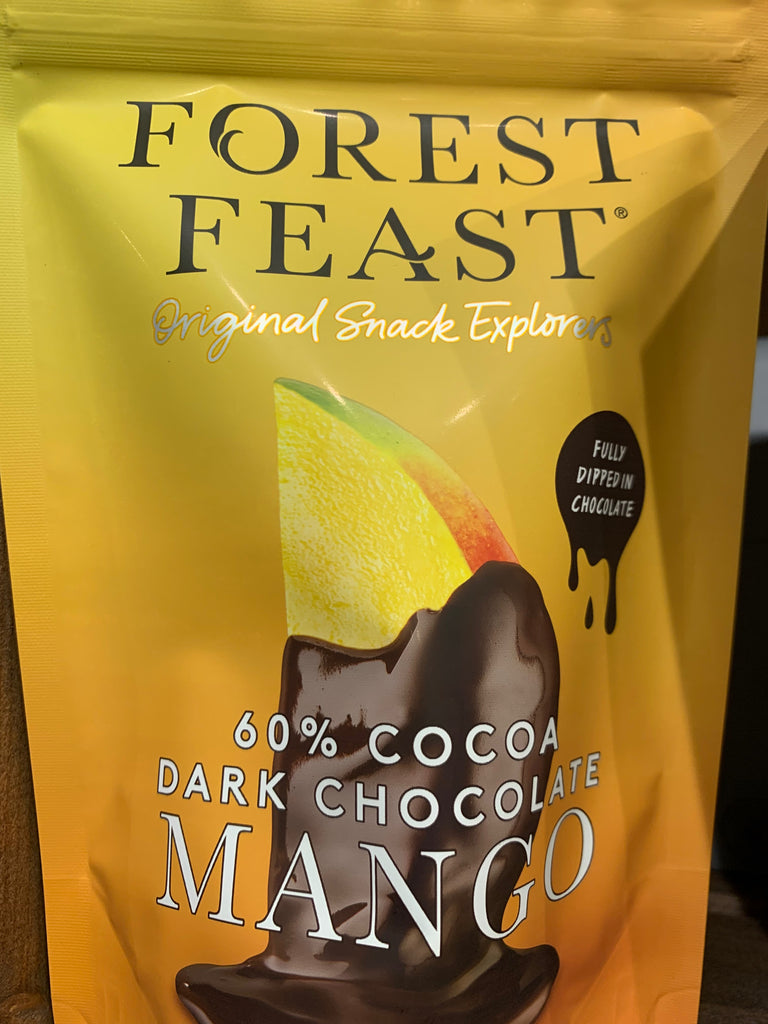 FOREST
FEAST®
Original Snack Explorers
FULLY
DIPPED IN
CHOCOLATE
60% COCOA
DARK CHOCOLATE
MANGO